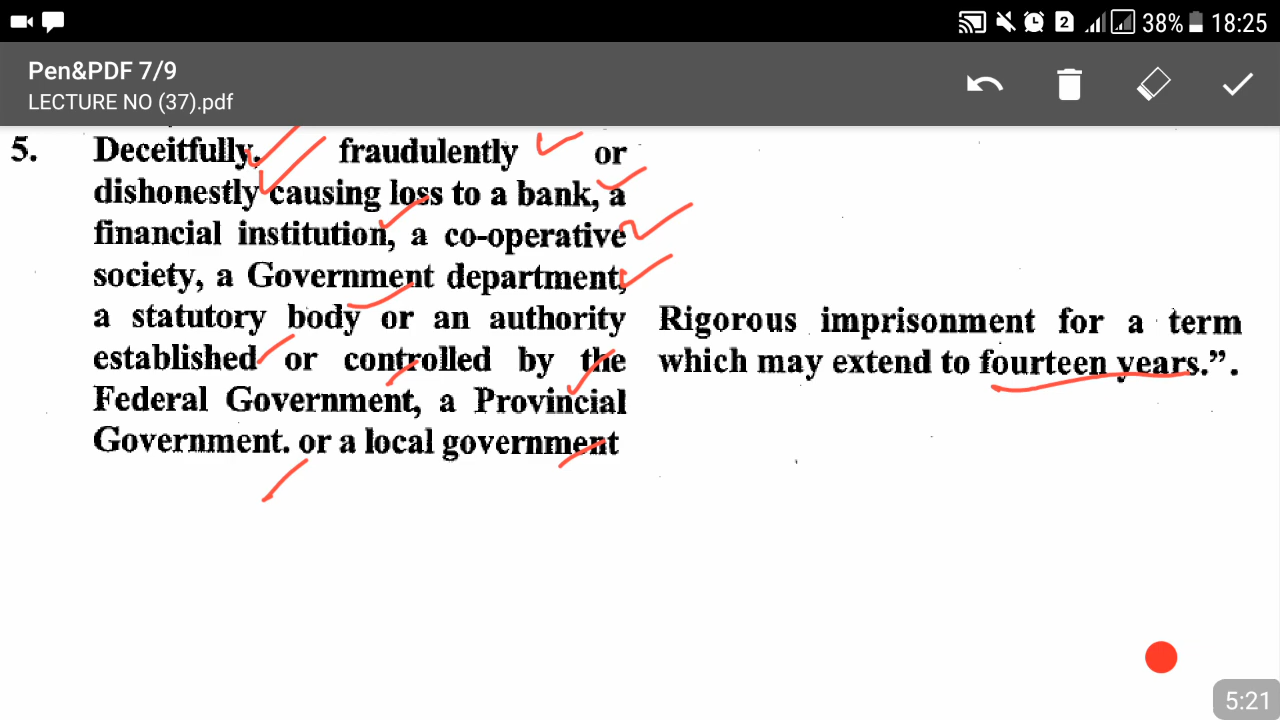 38% 18:25
Pen&PDF 7/9
LECTURE NO (37).pdf
5. Deceitfully, fraudulently or
dishonestly causing loss to a bank, a
financial institution, a co-operative
society, a Government department,
a statutory body or an authority
established or controlled by the
Federal Government, a Provincial
Government. or a local government
Rigorous imprisonment for a term
which may extend to fourteen years.”.
5:21